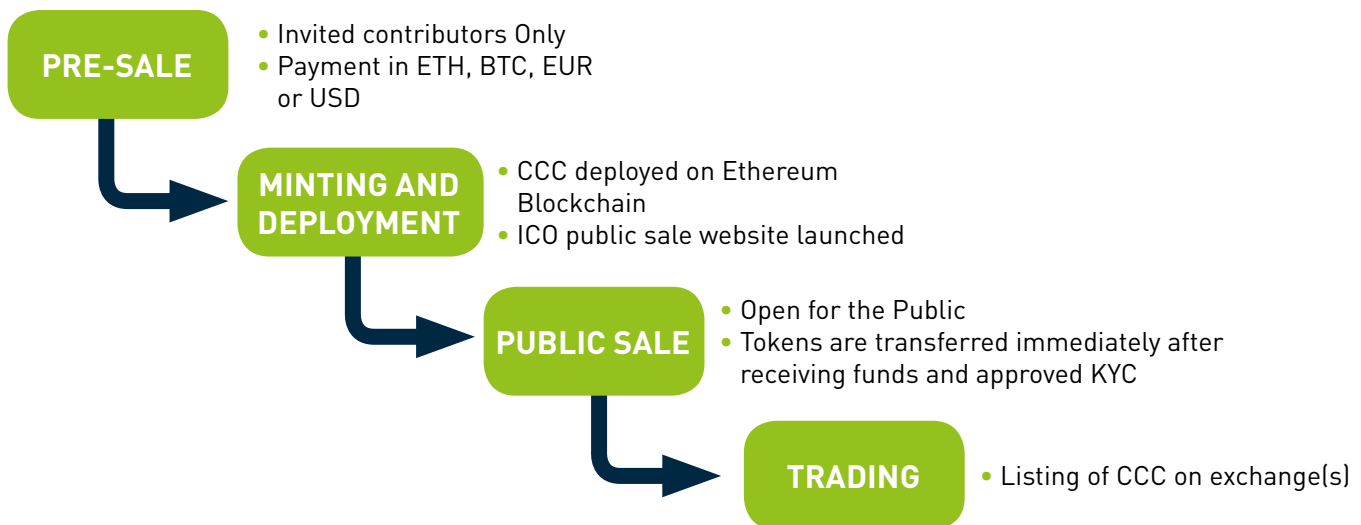 PRE-SALE
• Invited contributors Only
• Payment in ETH, BTC, EUR
or USD
MINTING AND
DEPLOYMENT
• CCC deployed on Ethereum
Blockchain
• ICO public sale website launched
PUBLIC SALE
• Open for the Public
• Tokens are transferred immediately after
receiving funds and approved KYC
TRADING
• Listing of CCC on exchange(s)